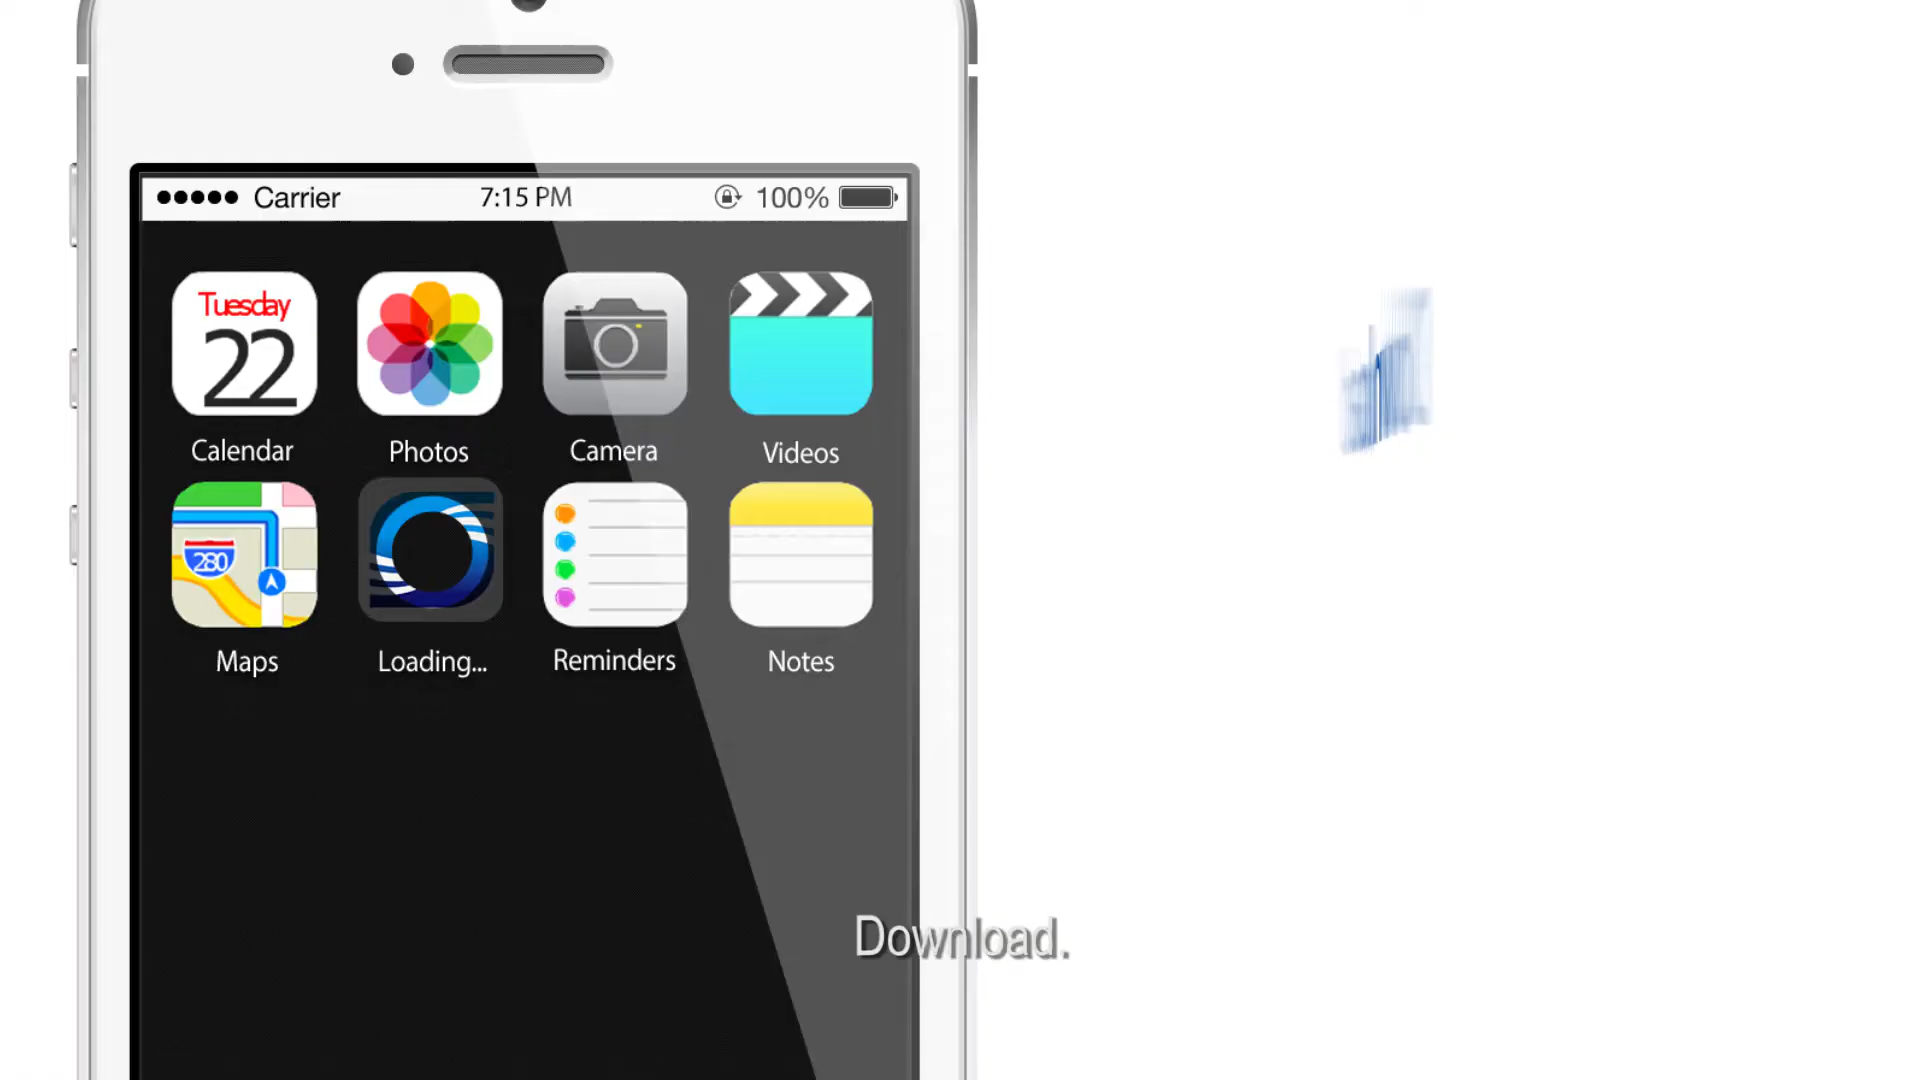 Carrier 7:15 PM 100%
Tuesday
22
Calendar Photos Camera Videos
280
Maps Loading... Reminders Notes
Download.